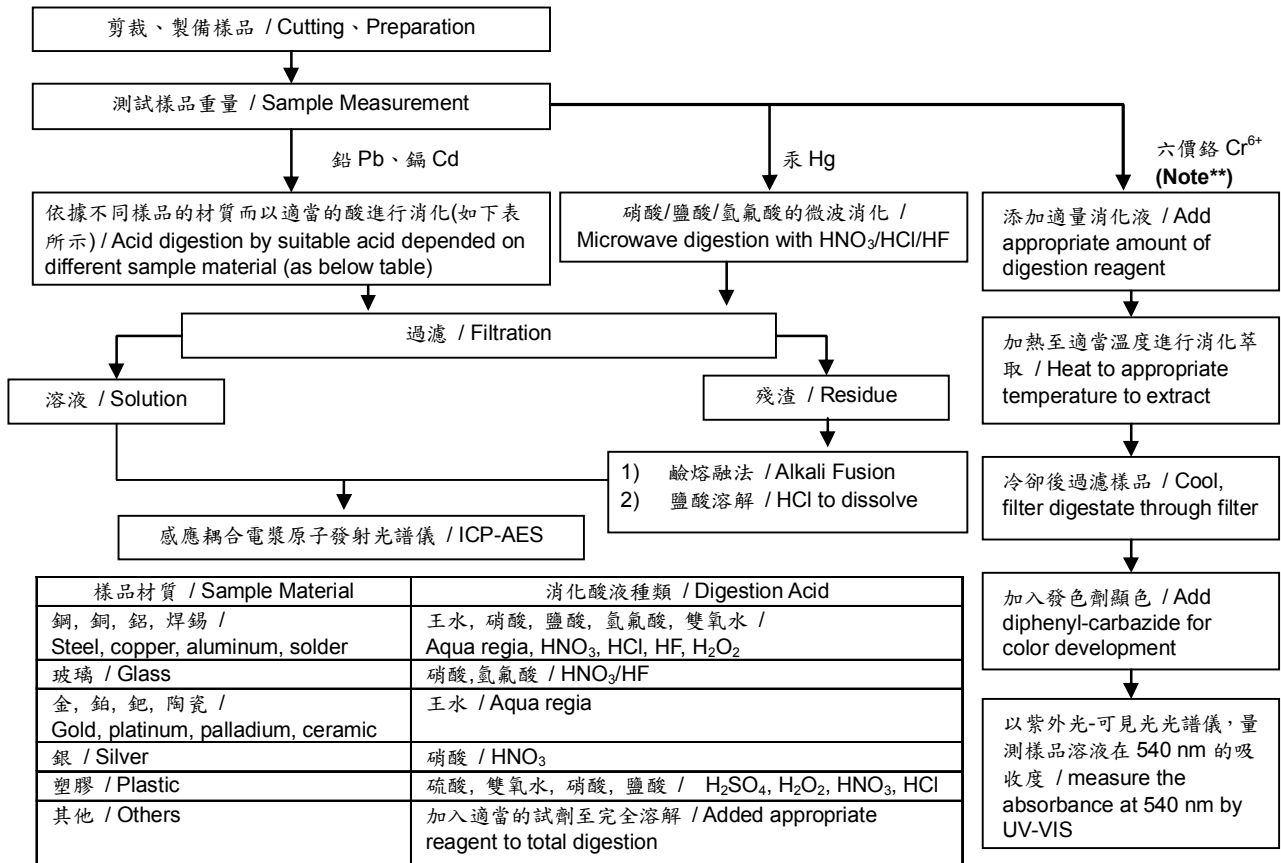 剪裁、製備樣品 / Cutting、Preparation
測試樣品重量 / Sample Measurement
鉛 Pb、鎘 Cd
汞 Hg
六價鉻 Cr⁶⁺
(Note**)
依據不同樣品的材質而以適當的酸進行消化(如下表
所示) / Acid digestion by suitable acid depended on
different sample material (as below table)
硝酸/鹽酸/氫氟酸的微波消化 /
Microwave digestion with HNO₃/HCl/HF
添加適量消化液 / Add
appropriate amount of
digestion reagent
過濾 / Filtration
加熱至適當溫度進行消化萃
取 / Heat to appropriate
temperature to extract
溶液 / Solution
殘渣 / Residue
1) 鹼熔融法 / Alkali Fusion
2) 鹽酸溶解 / HCl to dissolve
冷卻後過濾樣品 / Cool,
filter digestate through filter
感應耦合電漿原子發射光譜儀 / ICP-AES
加入發色劑顯色 / Add
diphenyl-carbazide for
color development
以紫外光-可見光光譜儀，量
測樣品溶液在 540 nm 的吸
收度 / measure the
absorbance at 540 nm by
UV-VIS
樣品材質 / Sample Material
消化酸液種類 / Digestion Acid
鋼, 銅, 鋁, 焊錫 /
Steel, copper, aluminum, solder
王水, 硝酸, 鹽酸, 氫氟酸, 雙氧水 /
Aqua regia, HNO₃, HCl, HF, H₂O₂
玻璃 / Glass
硝酸,氫氟酸 / HNO₃/HF
金, 鉑, 鈀, 陶瓷 /
Gold, platinum, palladium, ceramic
王水 / Aqua regia
銀 / Silver
硝酸 / HNO₃
塑膠 / Plastic
硫酸, 雙氧水, 硝酸, 鹽酸 / H₂SO₄, H₂O₂, HNO₃, HCl
其他 / Others
加入適當的試劑至完全溶解 / Added appropriate
reagent to total digestion